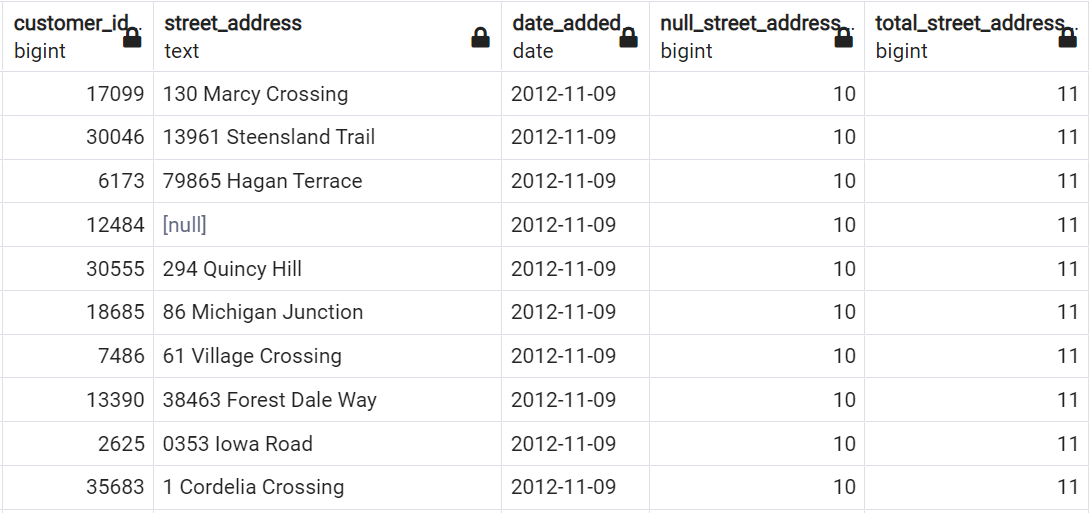 customer_id.. street_address date_added null_street_address.. total_street_address..
bigint text date bigint bigint
17099 130 Marcy Crossing 2012-11-09 10 11
30046 13961 Steensland Trail 2012-11-09 10 11
6173 79865 Hagan Terrace 2012-11-09 10 11
12484 [null] 2012-11-09 10 11
30555 294 Quincy Hill 2012-11-09 10 11
18685 86 Michigan Junction 2012-11-09 10 11
7486 61 Village Crossing 2012-11-09 10 11
13390 38463 Forest Dale Way 2012-11-09 10 11
2625 0353 Iowa Road 2012-11-09 10 11
35683 1 Cordelia Crossing 2012-11-09 10 11